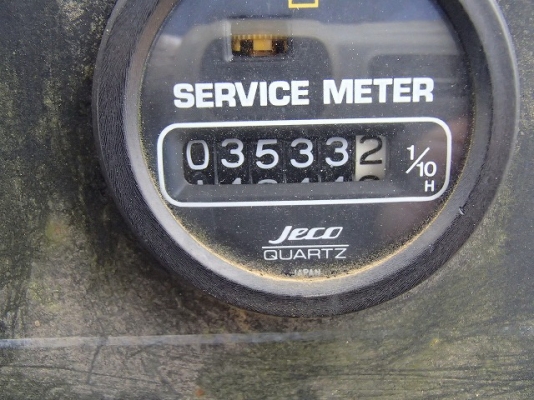 SERVICE METER
035332 1/10 H
Jeco
QUARTZ
JAPAN